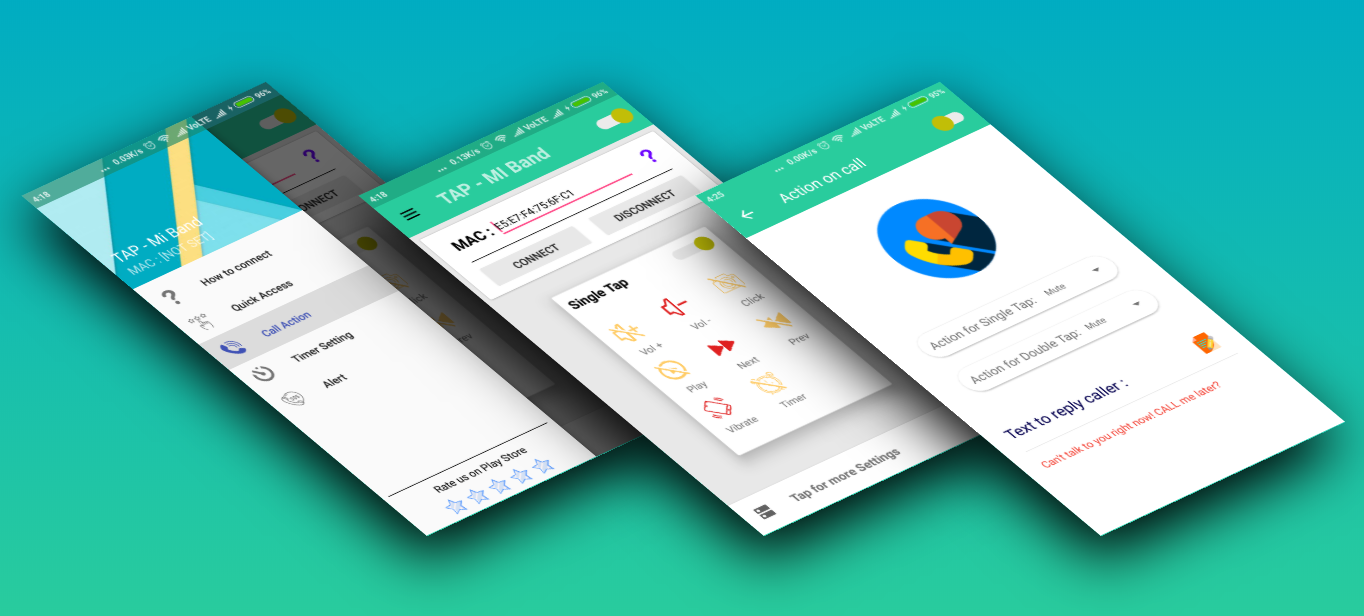 4:18
... 0.03K/s VoLTE 96%
TAP - Mi Band
MAC : [NOT SET]
How to connect
Quick Access
Call Action
Timer Setting
Alert
Rate us on Play Store
4:18
... 0.13K/s VoLTE 96%
TAP - MI Band
MAC : E5:E7:F4:75:6F:C1
CONNECT
DISCONNECT
Single Tap
Vol +
Vol -
Click
Play
Next
Prev
Vibrate
Timer
Tap for more Settings
4:25
... 0.00K/s VoLTE 95%
Action on call
Action for Single Tap: Mute
Action for Double Tap: Mute
Text to reply caller :
Can't talk to you right now! CALL me later?